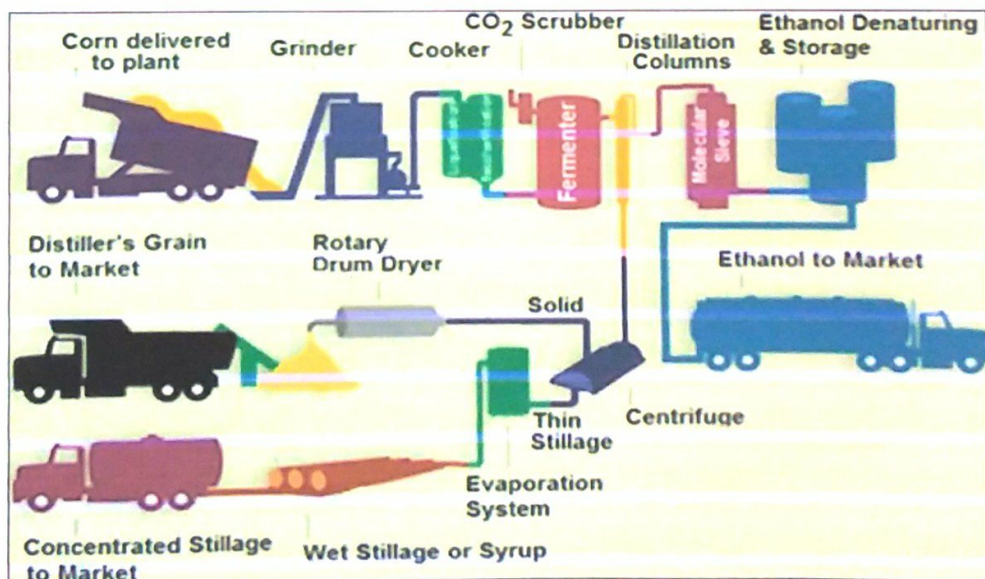 Corn delivered
to plant
Grinder
Cooker
CO2 Scrubber
Distillation
Columns
Ethanol Denaturing
& Storage
Liquefaction
Saccharification
Fermenter
Molecular
Sieve
Distiller's Grain
to Market
Rotary
Drum Dryer
Solid
Ethanol to Market
Thin
Stillage
Centrifuge
Evaporation
System
Concentrated Stillage
to Market
Wet Stillage or Syrup